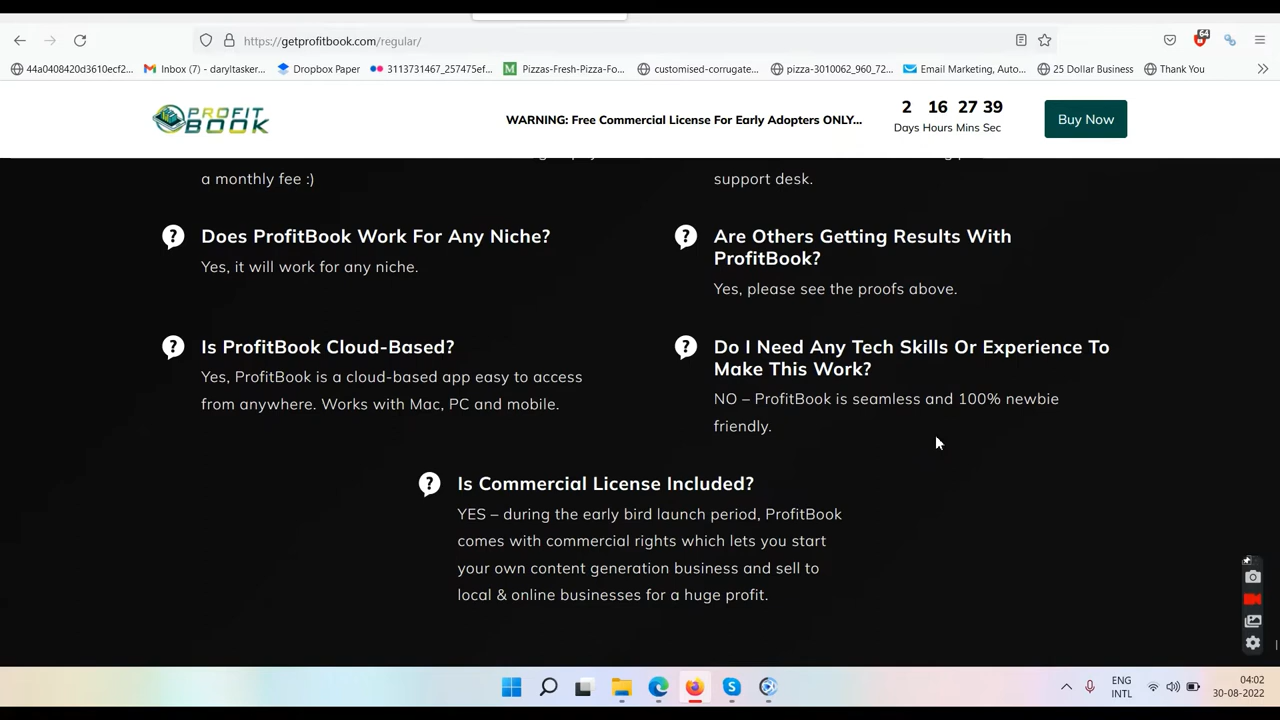 https://getprofitbook.com/regular/
64
44a0408420d3610ecf2...
Inbox (7) - daryltasker...
Dropbox Paper
3113731467_257475ef...
Pizzas-Fresh-Pizza-Fo...
customised-corrugate...
pizza-3010062_960_72...
Email Marketing, Auto...
25 Dollar Business
Thank You
PROFIT
BOOK
WARNING: Free Commercial License For Early Adopters ONLY...
2 16 27 39
Days Hours Mins Sec
Buy Now
a monthly fee :)
support desk.
Does ProfitBook Work For Any Niche?
Yes, it will work for any niche.
Are Others Getting Results With
ProfitBook?
Yes, please see the proofs above.
Is ProfitBook Cloud-Based?
Yes, ProfitBook is a cloud-based app easy to access
from anywhere. Works with Mac, PC and mobile.
Do I Need Any Tech Skills Or Experience To
Make This Work?
NO – ProfitBook is seamless and 100% newbie
friendly.
Is Commercial License Included?
YES – during the early bird launch period, ProfitBook
comes with commercial rights which lets you start
your own content generation business and sell to
local & online businesses for a huge profit.
ENG
INTL
04:02
30-08-2022